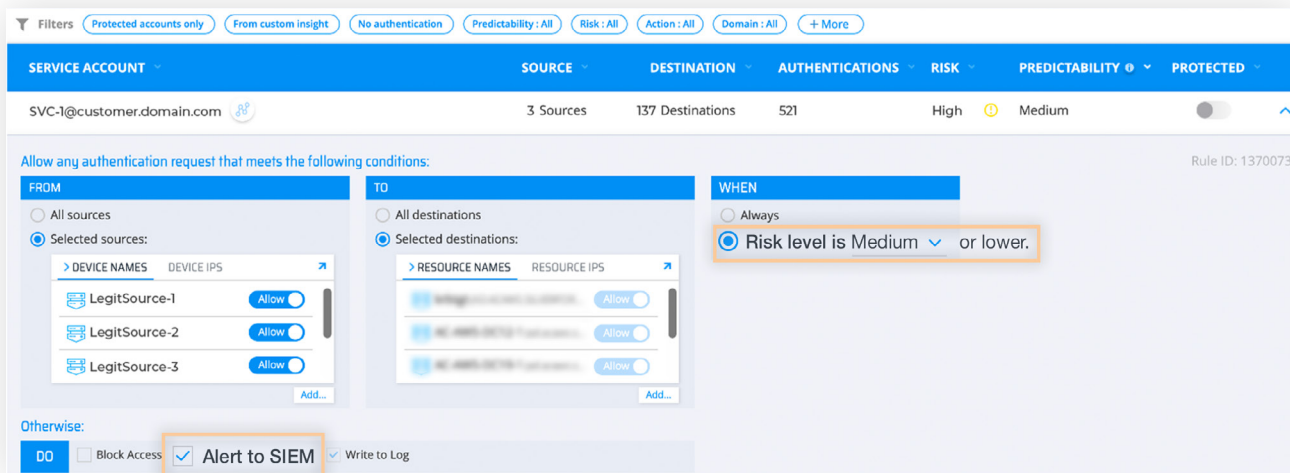 Filters Protected accounts only From custom insight No authentication Predictability : All Risk : All Action : All Domain : All + More
SERVICE ACCOUNT SOURCE DESTINATION AUTHENTICATIONS RISK PREDICTABILITY PROTECTED
SVC-1@customer.domain.com 3 Sources 137 Destinations 521 High Medium
Allow any authentication request that meets the following conditions: Rule ID: 1370073
FROM TO WHEN
All sources All destinations Always
Selected sources: Selected destinations: Risk level is Medium or lower.
> DEVICE NAMES DEVICE IPS > RESOURCE NAMES RESOURCE IPS
LegitSource-1 Allow Allow
LegitSource-2 Allow Allow
LegitSource-3 Allow Allow
Add... Add...
Otherwise:
DO Block Access Alert to SIEM Write to Log